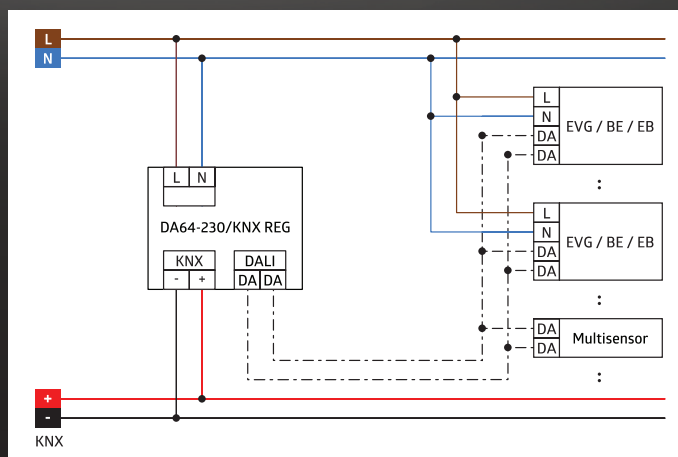 L
N
L
N
DA
DA
EVG / BE / EB
:
L N
DA64-230/KNX REG
KNX DALI
- + DA DA
L
N
DA
DA
EVG / BE / EB
:
DA
DA
Multisensor
:
+
-
KNX